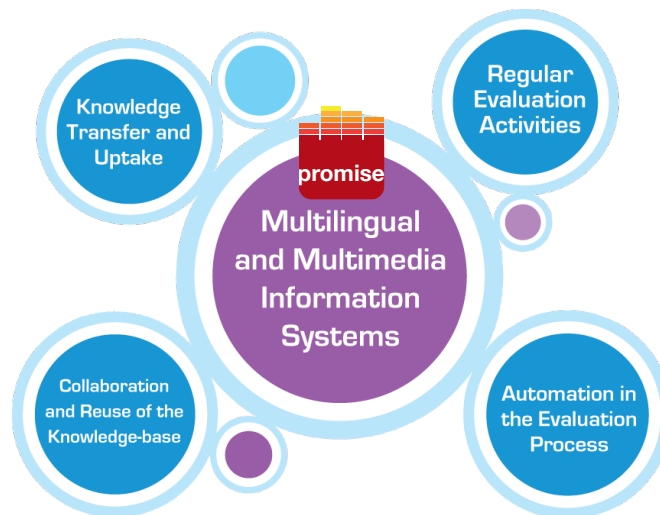 Knowledge
Transfer and
Uptake
Regular
Evaluation
Activities
promise
Multilingual
and Multimedia
Information
Systems
Collaboration
and Reuse of the
Knowledge-base
Automation in
the Evaluation
Process